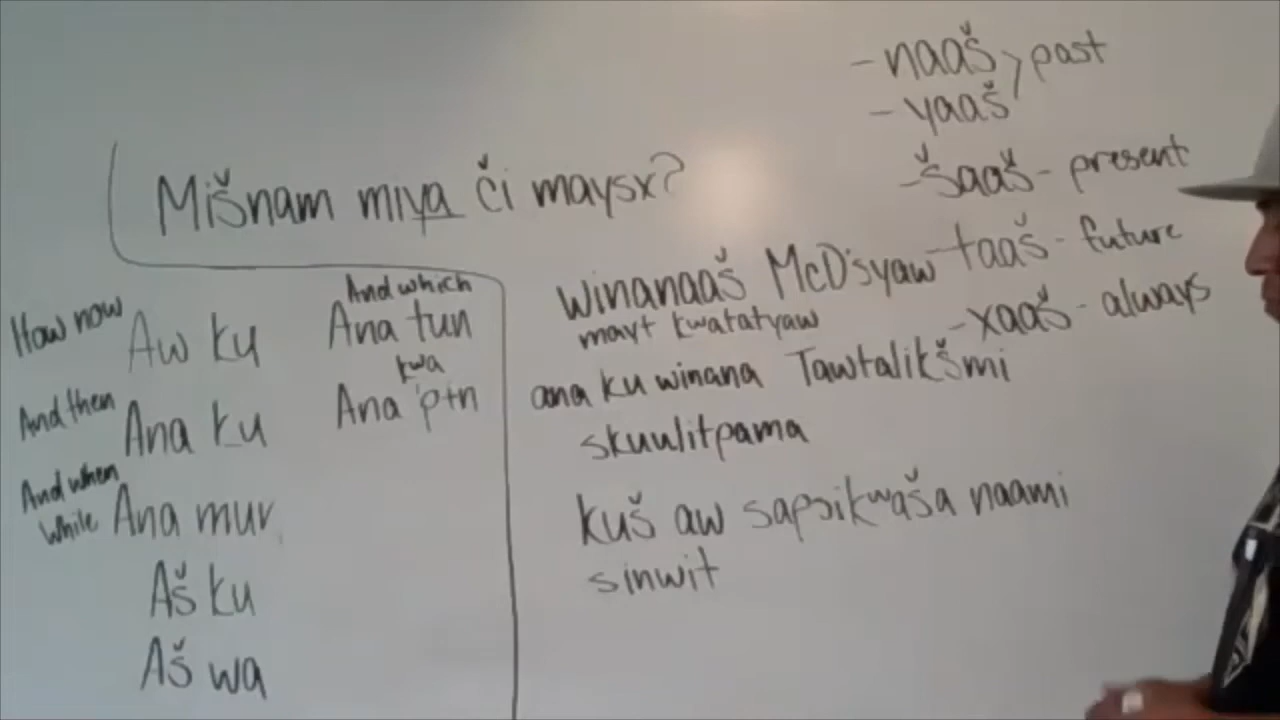 Mišnam miya či maysx?
How now Aw ku
And then Ana ku
And when
while Ana mun
Aš ku
Aš wa
And which
Ana tun
kwa
Ana ptn
-naaš > past
-yaaš
-šaaš - present
-taaš - future
-xaaš - always
winanaaš McD'syaw
mayt kwatatyaw
ana ku winana Tawtalikšmi
skuulitpama
kuš aw sapsikʷaša naami
sinwit